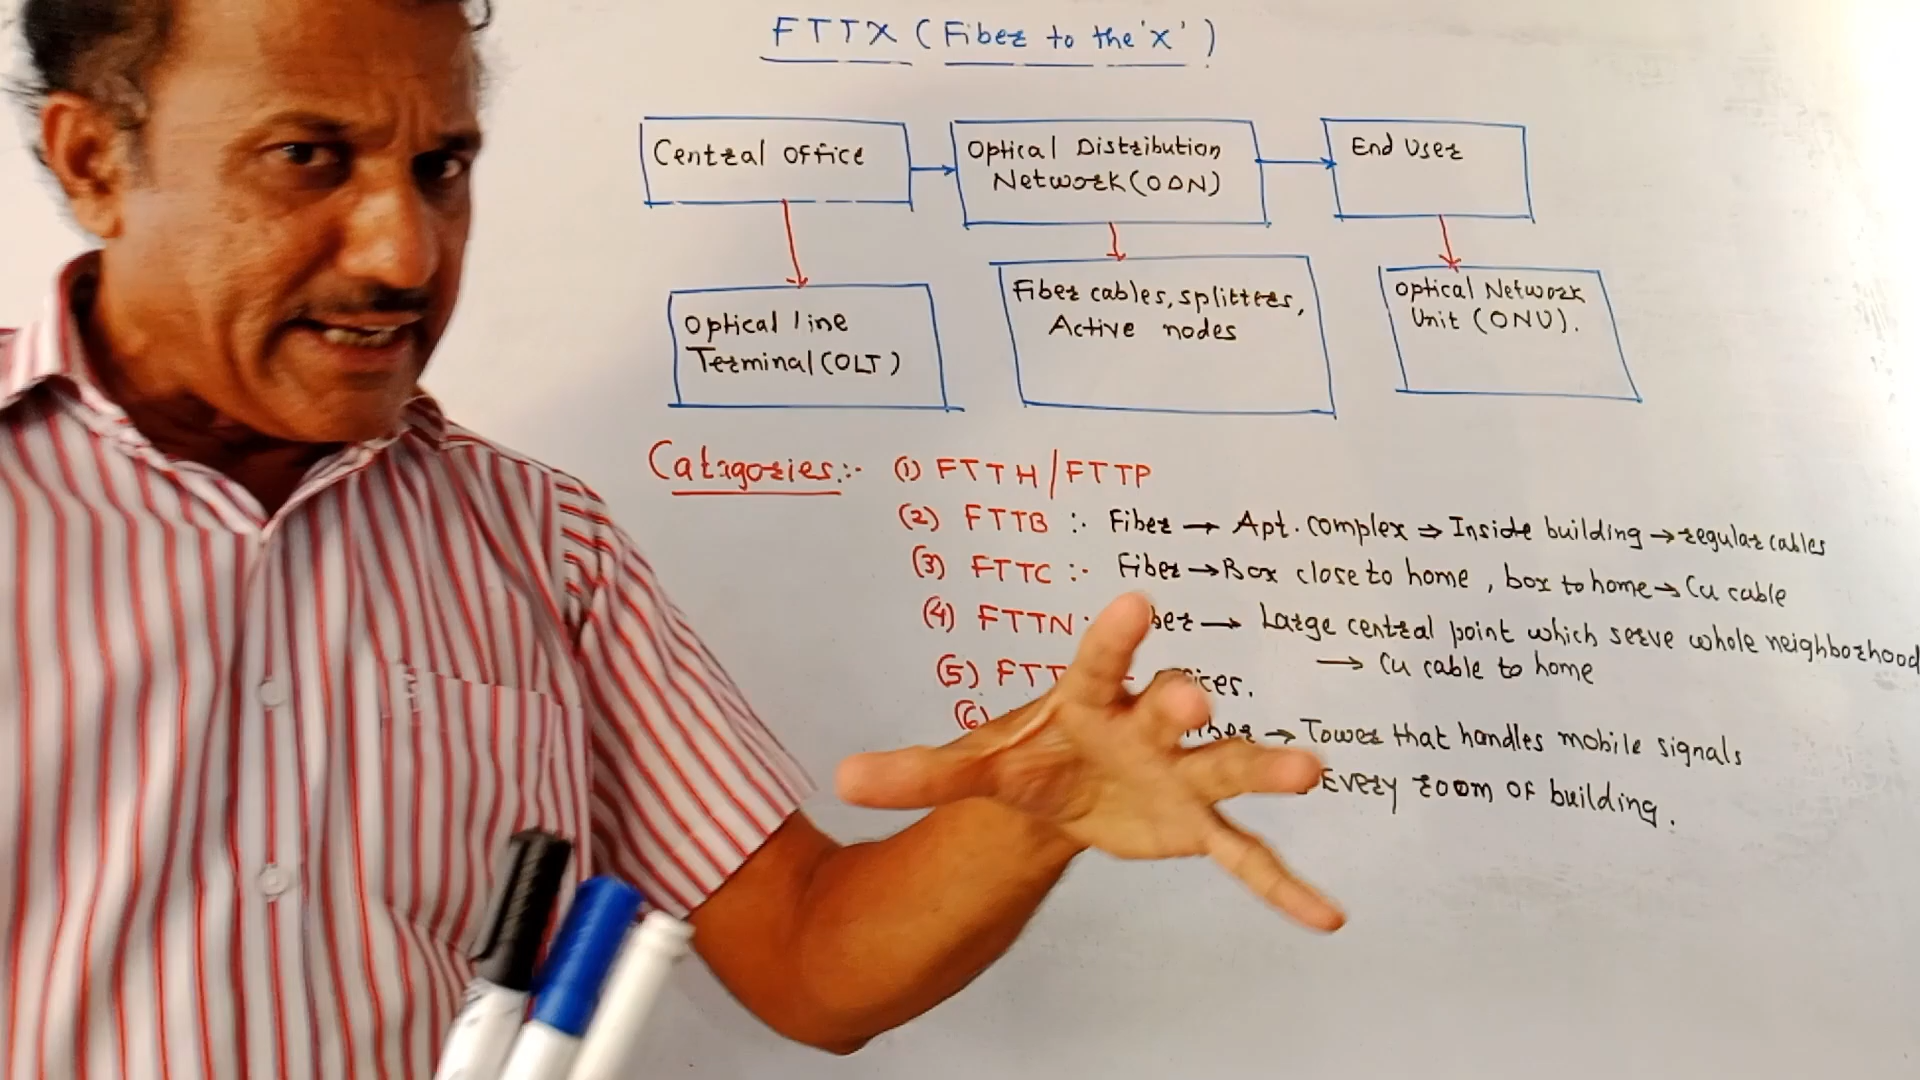 FTTX (Fiber to the 'x')
Central Office
Optical Distribution
Network (ODN)
End User
Optical line
Terminal (OLT)
Fiber cables, splitters,
Active nodes
Optical Network
Unit (ONU).
Catagories:- (1) FTTH/FTTP
(2) FTTB :- Fiber → Apt. complex ⇒ Inside building → regular cables
(3) FTTC :- Fiber → Box close to home, box to home → Cu cable
(4) FTTN :- → Large central point which serve whole neighborhood
→ Cu cable to home
(5) FTT
(6) → Tower that handles mobile signals
Every room of building.